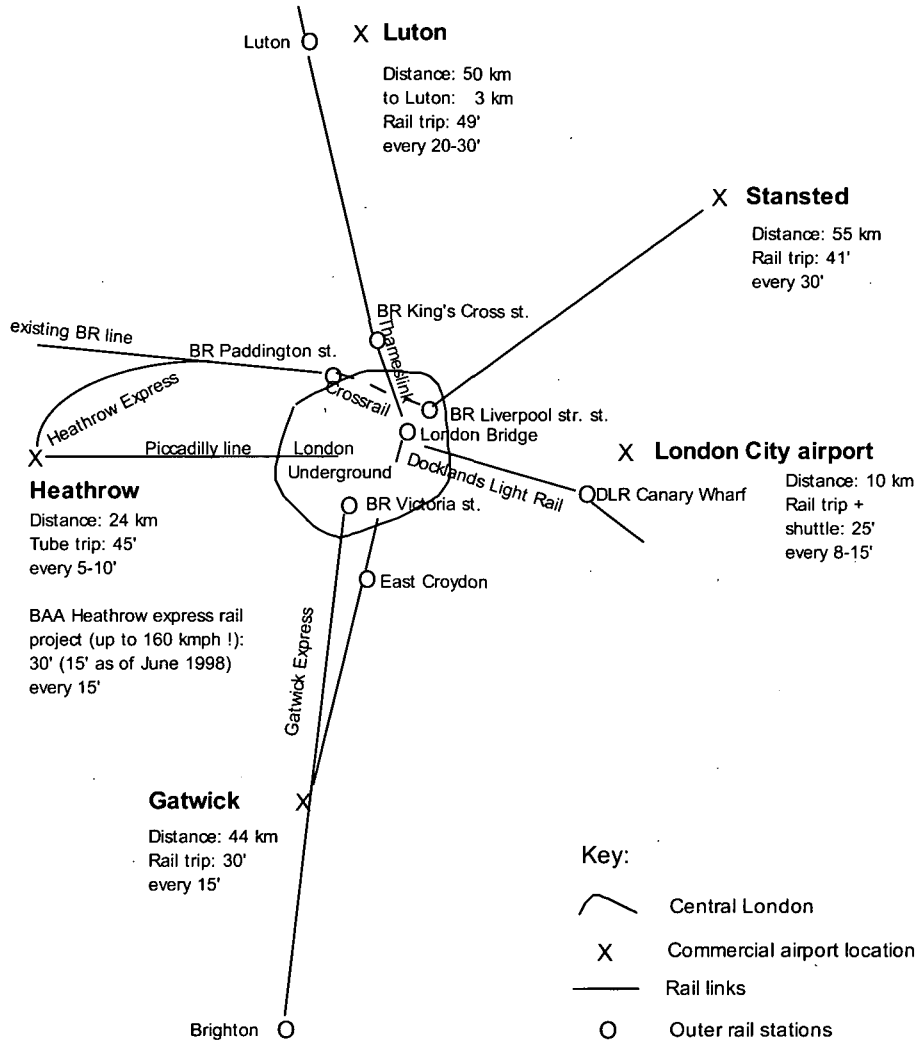 Luton
Luton
Distance: 50 km
to Luton: 3 km
Rail trip: 49'
every 20-30'
Stansted
Distance: 55 km
Rail trip: 41'
every 30'
BR King's Cross st.
Thameslink
existing BR line
BR Paddington st.
Heathrow Express
Crossrail
BR Liverpool str. st.
London Bridge
Piccadilly line
London
Underground
Docklands Light Rail
London City airport
Distance: 10 km
Rail trip +
shuttle: 25'
every 8-15'
DLR Canary Wharf
Heathrow
Distance: 24 km
Tube trip: 45'
every 5-10'
BR Victoria st.
East Croydon
BAA Heathrow express rail
project (up to 160 kmph !):
30' (15' as of June 1998)
every 15'
Gatwick Express
Gatwick
Distance: 44 km
Rail trip: 30'
every 15'
Brighton
Key:
Central London
X Commercial airport location
Rail links
O Outer rail stations